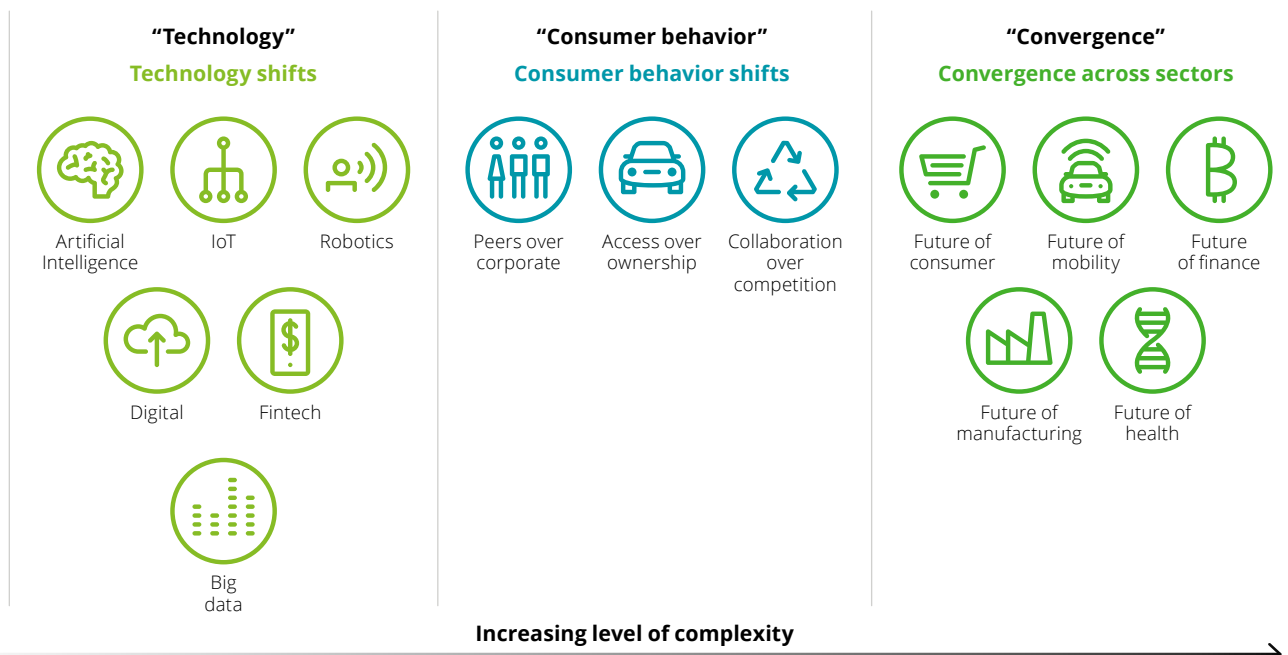 “Technology”
Technology shifts
Artificial
Intelligence
IoT
Robotics
Digital
Fintech
Big
data
“Consumer behavior”
Consumer behavior shifts
Peers over
corporate
Access over
ownership
Collaboration
over
competition
“Convergence”
Convergence across sectors
Future of
consumer
Future of
mobility
Future
of finance
Future of
manufacturing
Future of
health
Increasing level of complexity